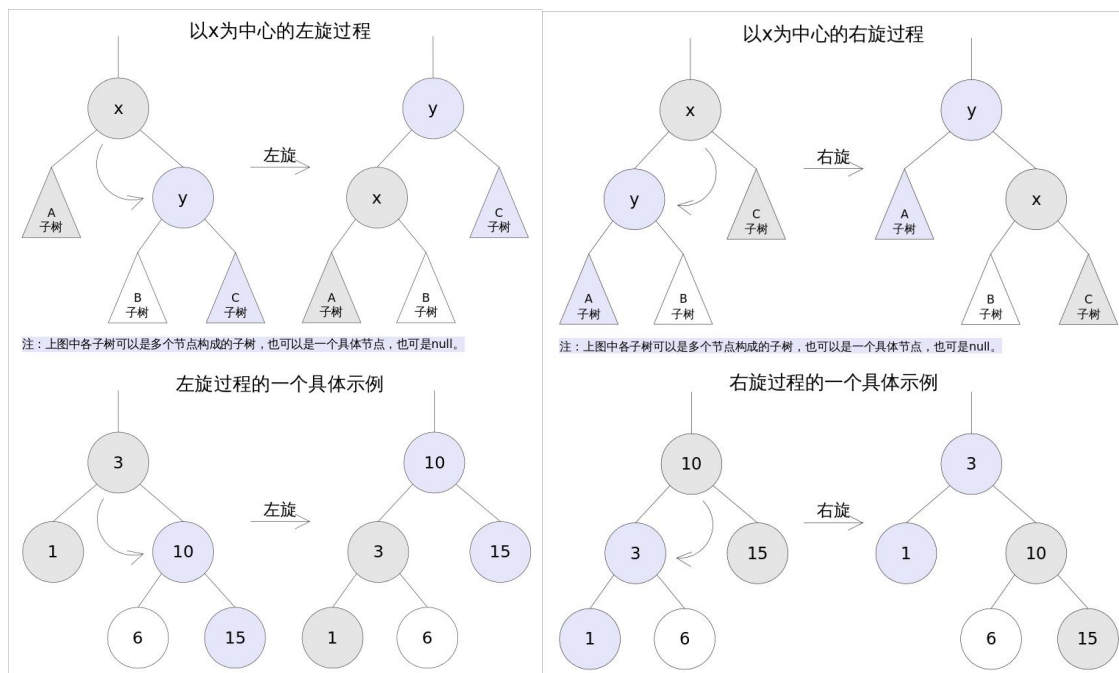 以x为中心的左旋过程
x
左旋
y
A
子树
y
x
C
子树
B
子树
C
子树
A
子树
B
子树
注：上图中各子树可以是多个节点构成的子树，也可以是一个具体节点，也可是null。
左旋过程的一个具体示例
3
左旋
10
1
10
3
15
6
15
1
6
以x为中心的右旋过程
x
右旋
y
y
C
子树
A
子树
x
A
子树
B
子树
B
子树
C
子树
注：上图中各子树可以是多个节点构成的子树，也可以是一个具体节点，也可是null。
右旋过程的一个具体示例
10
右旋
3
3
15
1
10
1
6
6
15